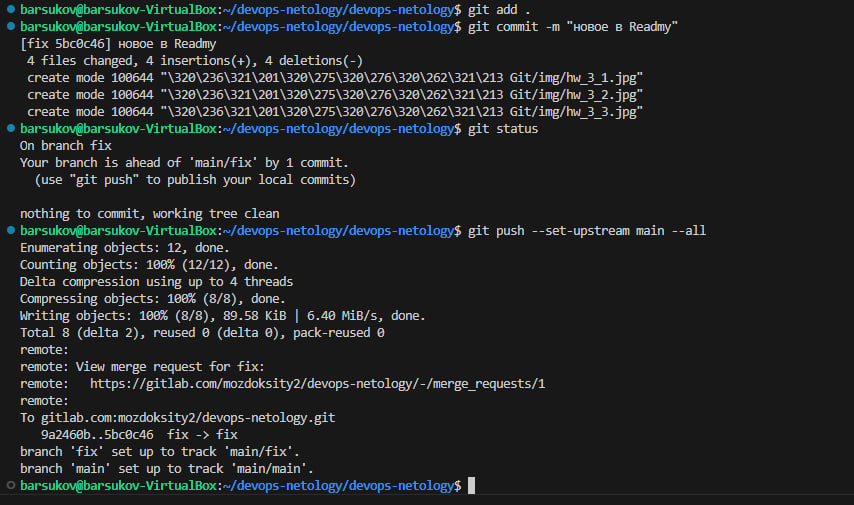 barsukov@barsukov-VirtualBox:~/devops-netology/devops-netology$ git add .
barsukov@barsukov-VirtualBox:~/devops-netology/devops-netology$ git commit -m "новое в Readmy"
[fix 5bc0c46] новое в Readmy
 4 files changed, 4 insertions(+), 4 deletions(-)
 create mode 100644 "\320\236\321\201\320\275\320\276\320\262\321\213 Git/img/hw_3_1.jpg"
 create mode 100644 "\320\236\321\201\320\275\320\276\320\262\321\213 Git/img/hw_3_2.jpg"
 create mode 100644 "\320\236\321\201\320\275\320\276\320\262\321\213 Git/img/hw_3_3.jpg"
barsukov@barsukov-VirtualBox:~/devops-netology/devops-netology$ git status
On branch fix
Your branch is ahead of 'main/fix' by 1 commit.
  (use "git push" to publish your local commits)

nothing to commit, working tree clean
barsukov@barsukov-VirtualBox:~/devops-netology/devops-netology$ git push --set-upstream main --all
Enumerating objects: 12, done.
Counting objects: 100% (12/12), done.
Delta compression using up to 4 threads
Compressing objects: 100% (8/8), done.
Writing objects: 100% (8/8), 89.58 KiB | 6.40 MiB/s, done.
Total 8 (delta 2), reused 0 (delta 0), pack-reused 0
remote:
remote: View merge request for fix:
remote:   https://gitlab.com/mozdoksity2/devops-netology/-/merge_requests/1
remote:
To gitlab.com:mozdoksity2/devops-netology.git
   9a2460b..5bc0c46  fix -> fix
branch 'fix' set up to track 'main/fix'.
branch 'main' set up to track 'main/main'.
barsukov@barsukov-VirtualBox:~/devops-netology/devops-netology$